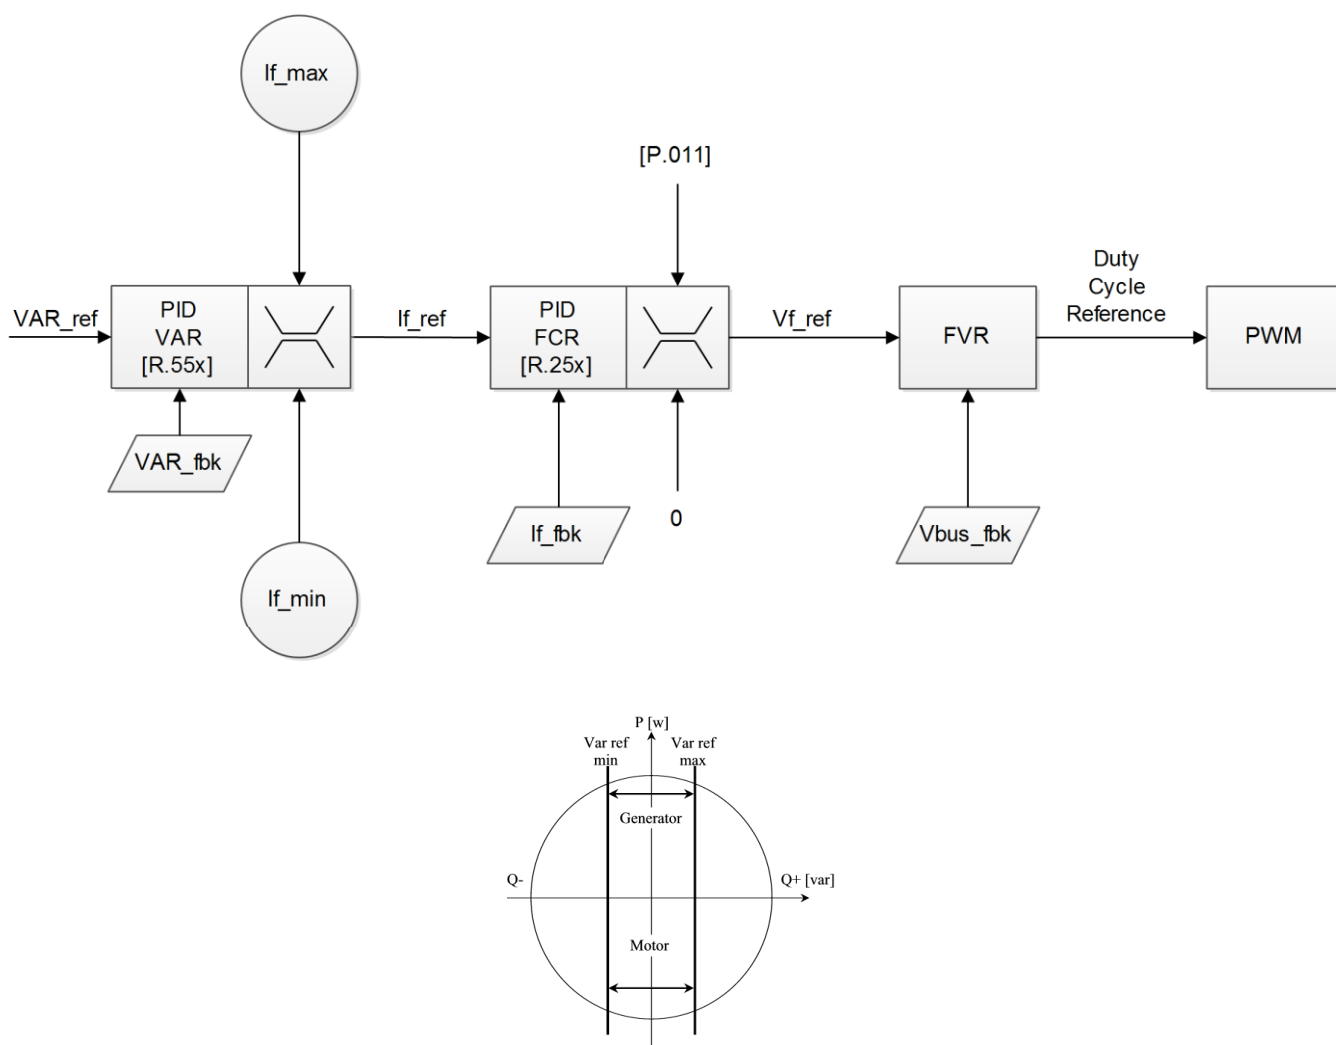 If_max
[P.011]
Duty
Cycle
Reference
VAR_ref
PID
VAR
[R.55x]
If_ref
PID
FCR
[R.25x]
Vf_ref
FVR
PWM
VAR_fbk
If_fbk
0
Vbus_fbk
If_min
P [w]
Var ref
min
Var ref
max
Generator
Q-
Q+ [var]
Motor